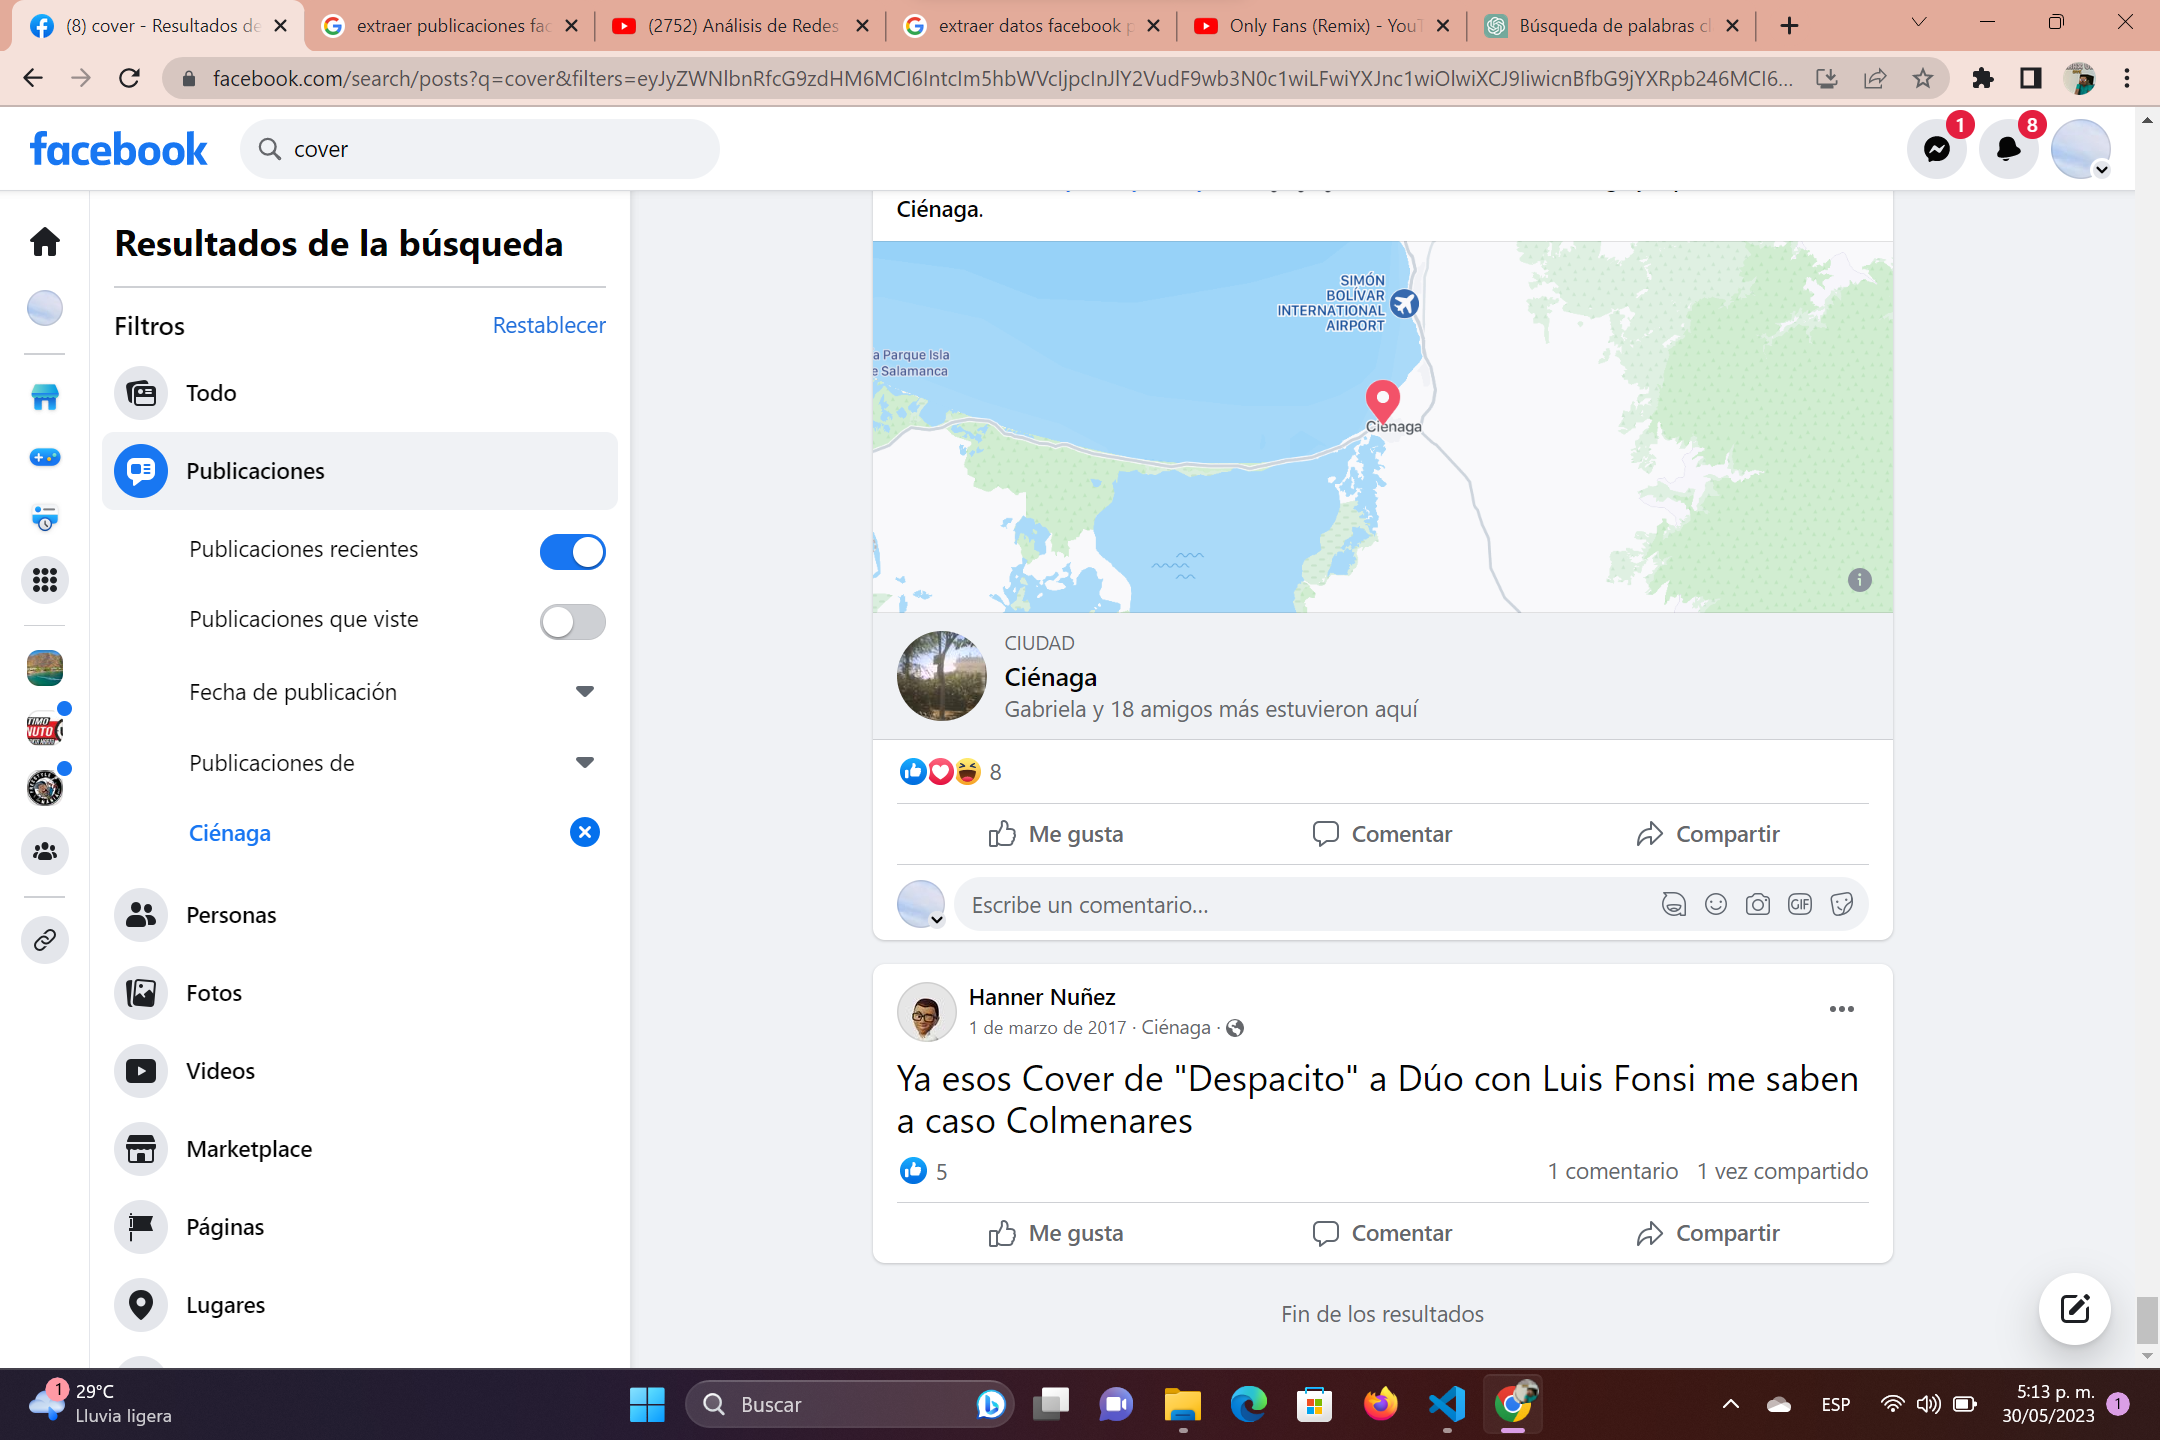 (8) cover - Resultados de
extraer publicaciones fac
(2752) Análisis de Redes
extraer datos facebook p
Only Fans (Remix) - YouT
Búsqueda de palabras cl
facebook.com/search/posts?q=cover&filters=eyJyZWNlbnRfcG9zdHM6MCI6IntcIm5hbWVcIjpcInJlY2VudF9wb3N0c1wiLFwiYXJnc1wiOlwiXCJ9IiwicnBfbG9jYXRpb246MCI6...
facebook
cover
1
8
Resultados de la búsqueda
Filtros
Restablecer
Todo
Publicaciones
Publicaciones recientes
Publicaciones que viste
Fecha de publicación
Publicaciones de
Ciénaga
Personas
Fotos
Videos
Marketplace
Páginas
Lugares
Ciénaga.
SIMÓN
BOLÍVAR
INTERNATIONAL
AIRPORT
a Parque Isla
e Salamanca
Ciénaga
CIUDAD
Ciénaga
Gabriela y 18 amigos más estuvieron aquí
8
Me gusta
Comentar
Compartir
Escribe un comentario...
GIF
Hanner Nuñez
1 de marzo de 2017 · Ciénaga ·
Ya esos Cover de "Despacito" a Dúo con Luis Fonsi me saben
a caso Colmenares
5
1 comentario 1 vez compartido
Me gusta
Comentar
Compartir
Fin de los resultados
1
29°C
Lluvia ligera
Buscar
ESP
5:13 p. m.
30/05/2023
1